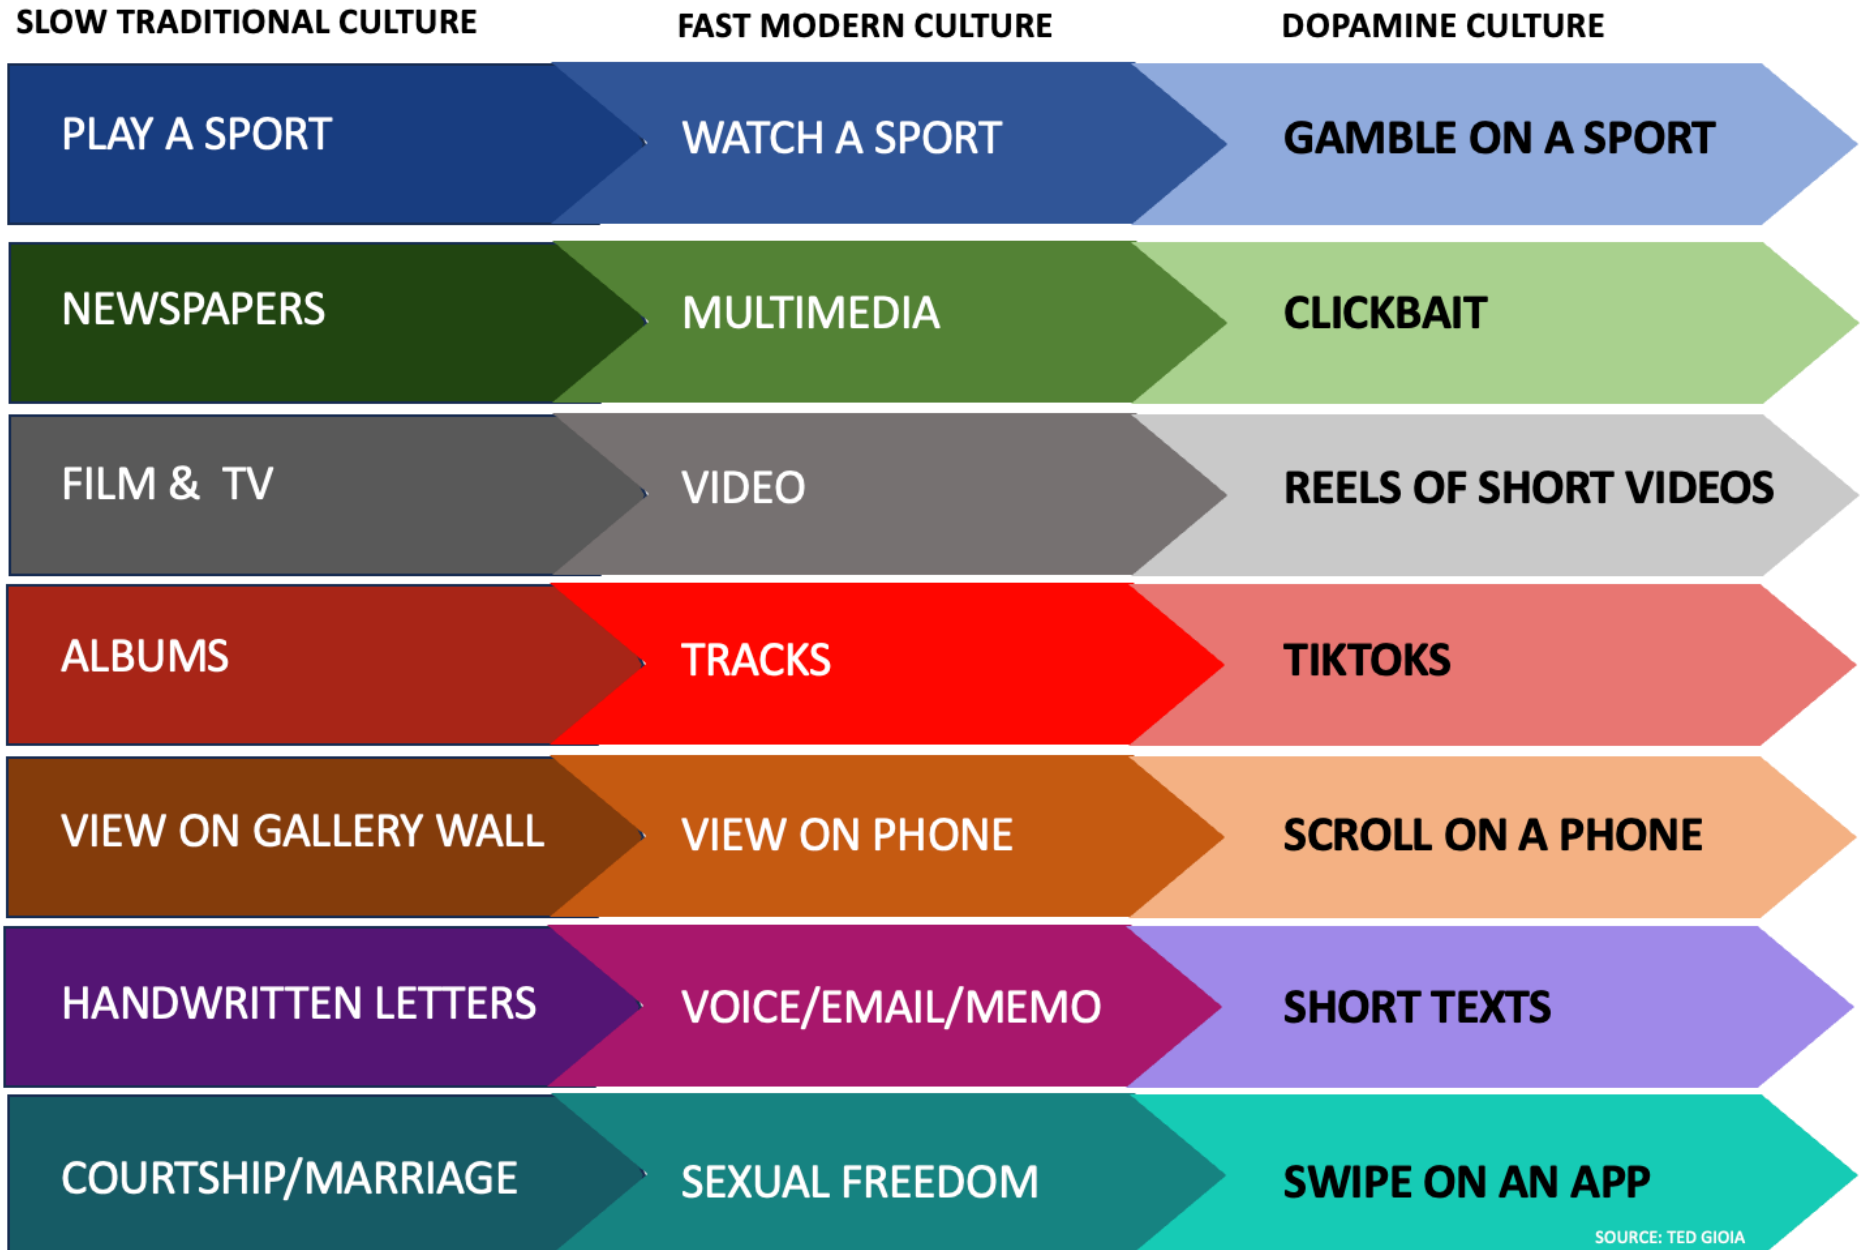 SLOW TRADITIONAL CULTURE
FAST MODERN CULTURE
DOPAMINE CULTURE
PLAY A SPORT
WATCH A SPORT
GAMBLE ON A SPORT
NEWSPAPERS
MULTIMEDIA
CLICKBAIT
FILM & TV
VIDEO
REELS OF SHORT VIDEOS
ALBUMS
TRACKS
TIKTOKS
VIEW ON GALLERY WALL
VIEW ON PHONE
SCROLL ON A PHONE
HANDWRITTEN LETTERS
VOICE/EMAIL/MEMO
SHORT TEXTS
COURTSHIP/MARRIAGE
SEXUAL FREEDOM
SWIPE ON AN APP
SOURCE: TED GIOIA